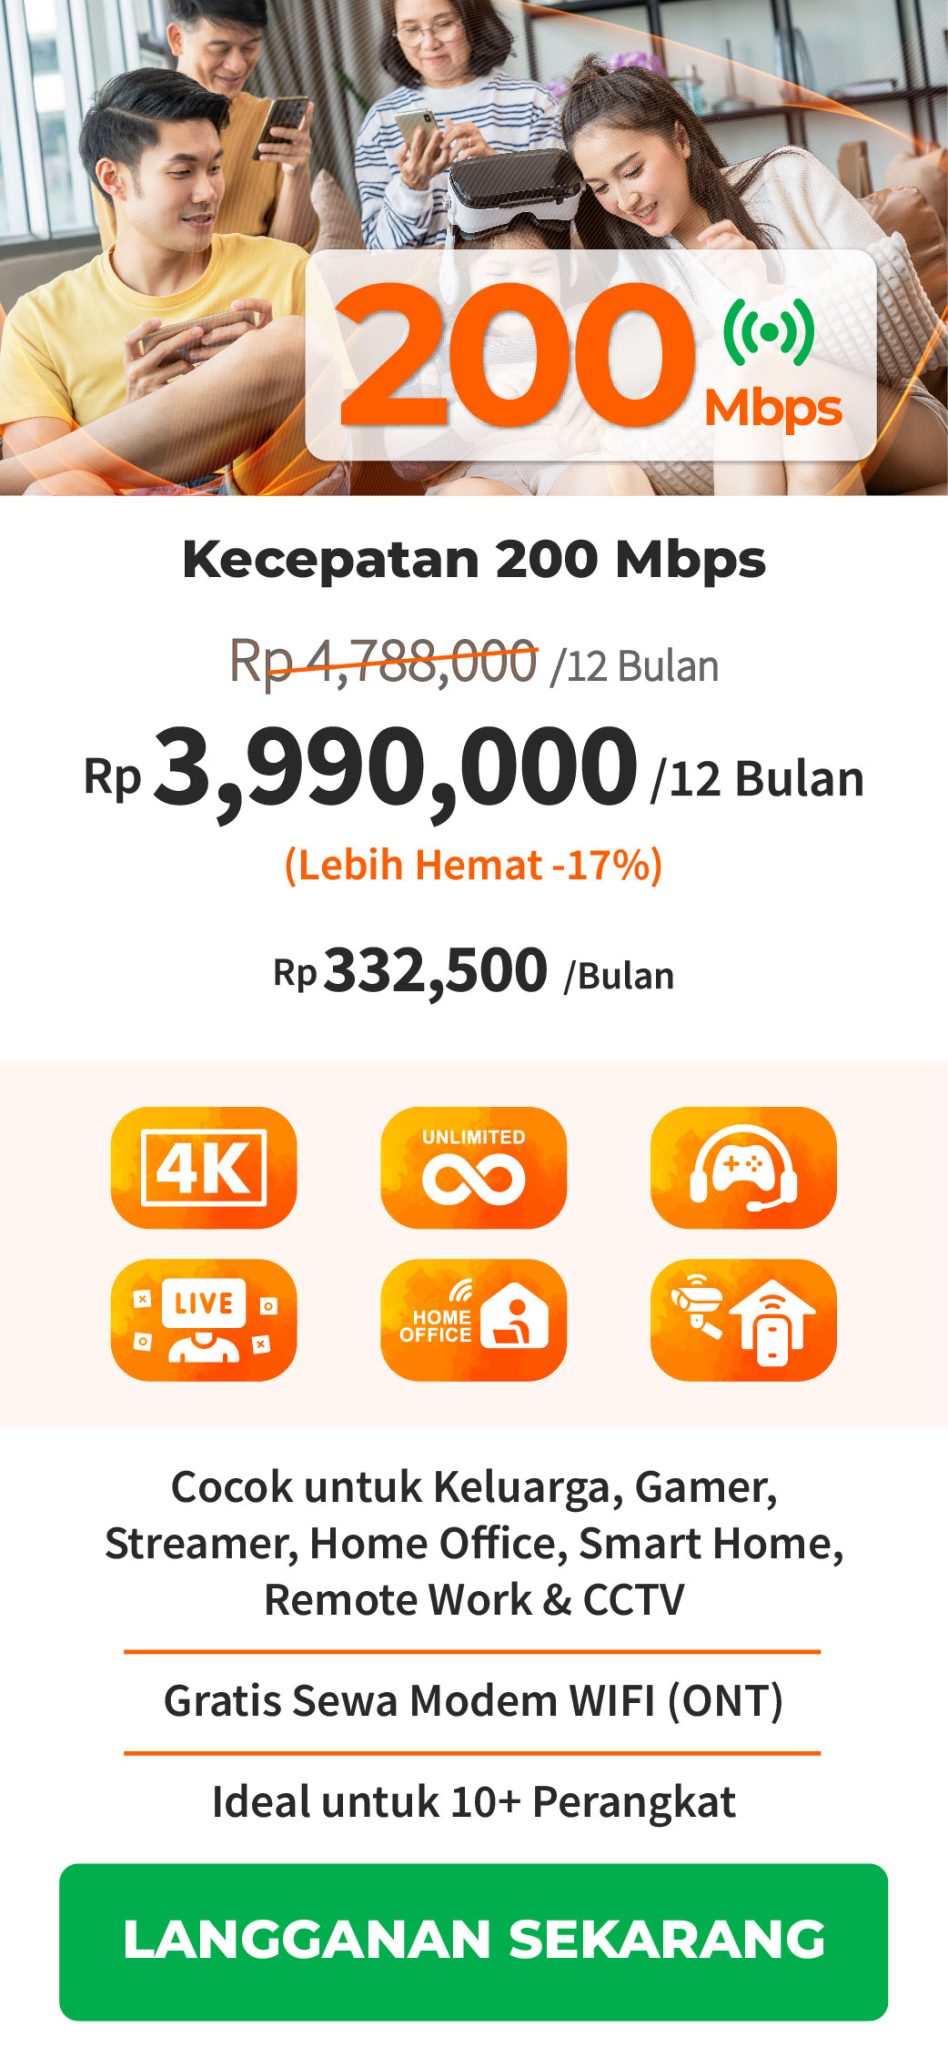 200
Mbps
Kecepatan 200 Mbps
Rp 4,788,000 /12 Bulan
Rp 3,990,000 /12 Bulan
(Lebih Hemat -17%)
Rp 332,500 /Bulan
4K
UNLIMITED
LIVE
HOME
OFFICE
Cocok untuk Keluarga, Gamer,
Streamer, Home Office, Smart Home,
Remote Work & CCTV
Gratis Sewa Modem WIFI (ONT)
Ideal untuk 10+ Perangkat
LANGGANAN SEKARANG